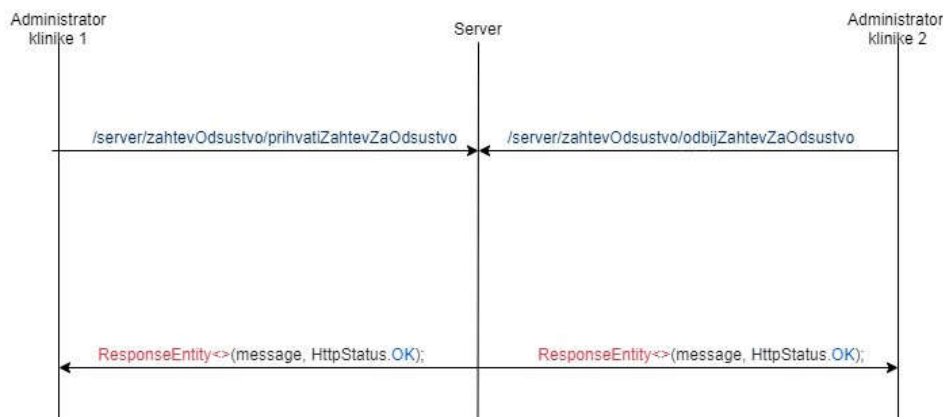 Administrator
klinike 1
Server
Administrator
klinike 2
/server/zahtevOdsustvo/prihvatiZahtevZaOdsustvo
/server/zahtevOdsustvo/odbijZahtevZaOdsustvo
ResponseEntity<>(message, HttpStatus.OK);
ResponseEntity<>(message, HttpStatus.OK);